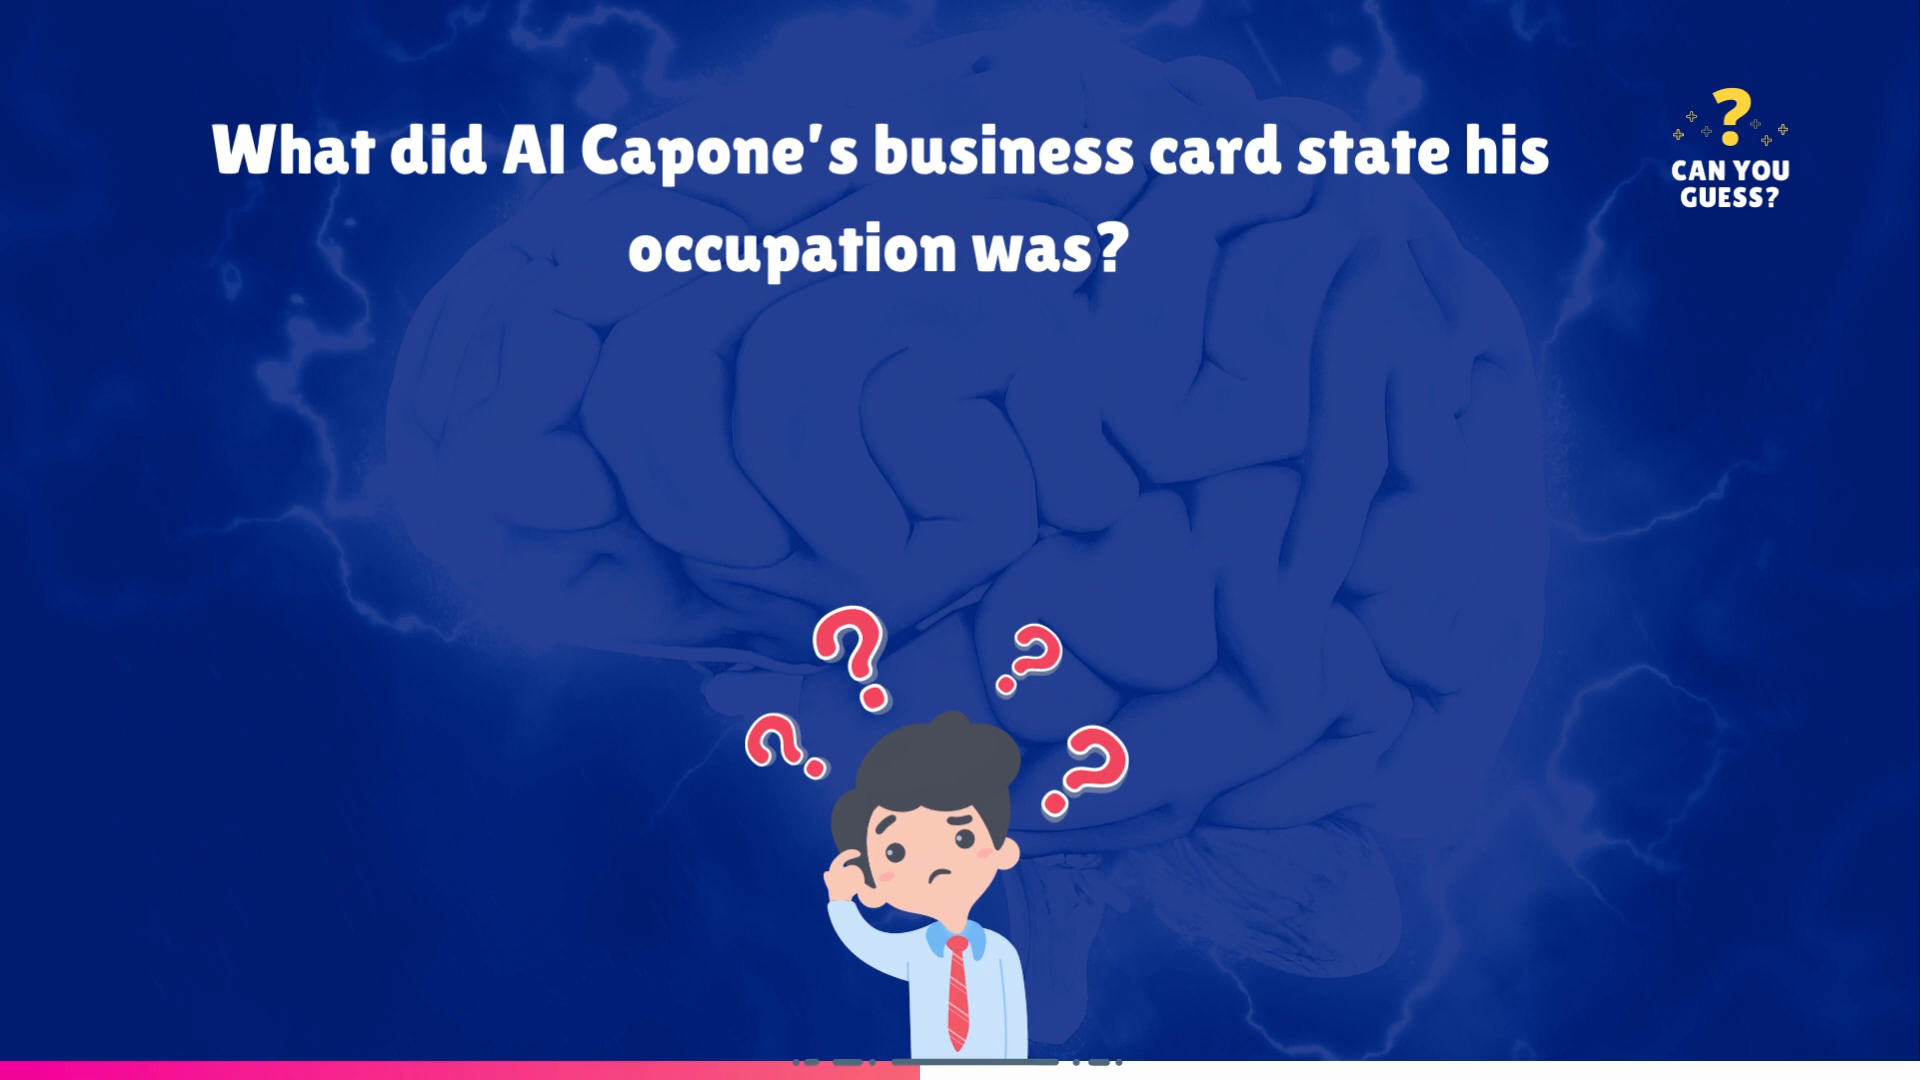 What did Al Capone's business card state his
occupation was?
CAN YOU
GUESS?